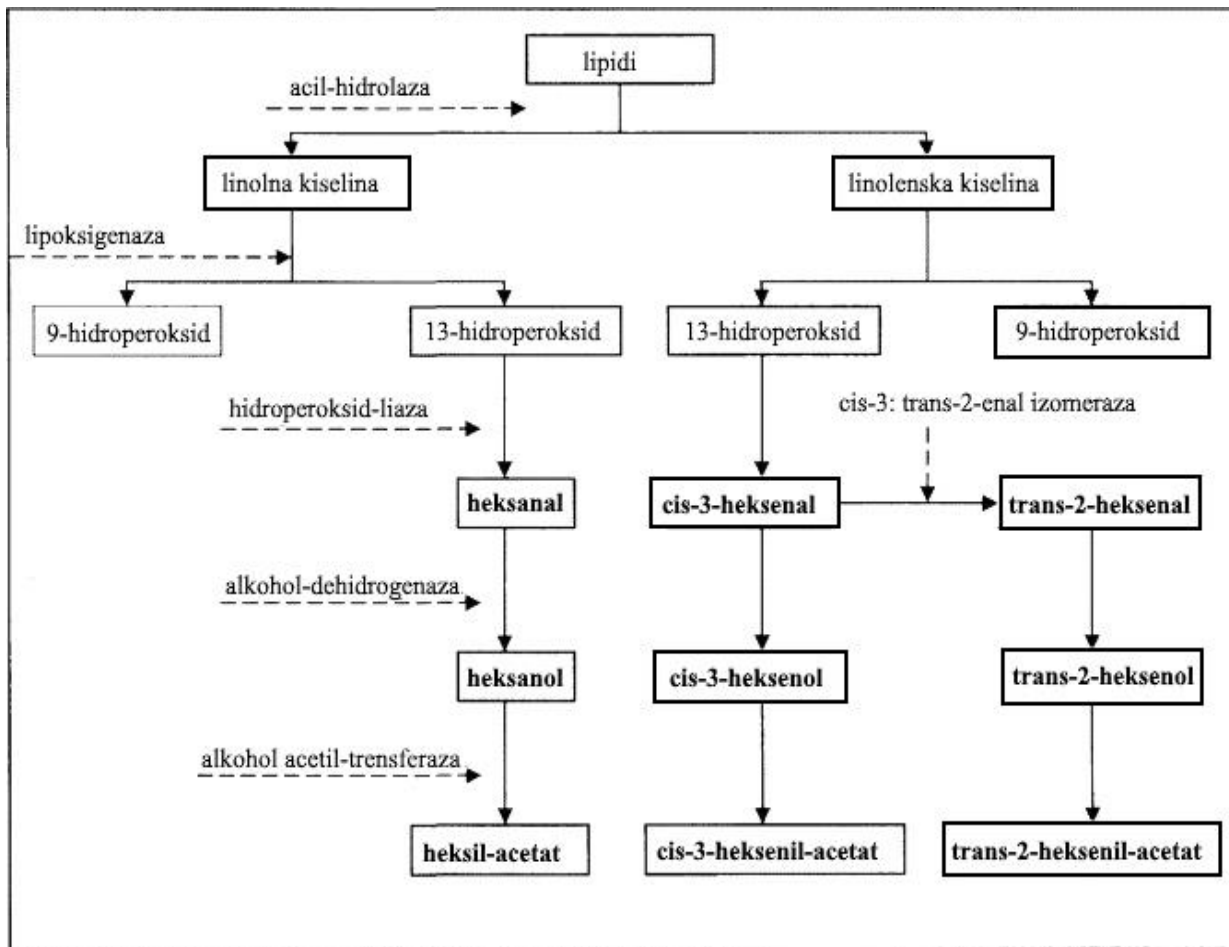 lipidi
acil-hidrolaza
linolna kiselina
linolenska kiselina
lipoksigenaza
9-hidroperoksid
13-hidroperoksid
13-hidroperoksid
9-hidroperoksid
hidroperoksid-liaza
cis-3: trans-2-enal izomeraza
heksanal
cis-3-heksenal
trans-2-heksenal
alkohol-dehidrogenaza
heksanol
cis-3-heksenol
trans-2-heksenol
alkohol acetil-trensferaza
heksil-acetat
cis-3-heksenil-acetat
trans-2-heksenil-acetat